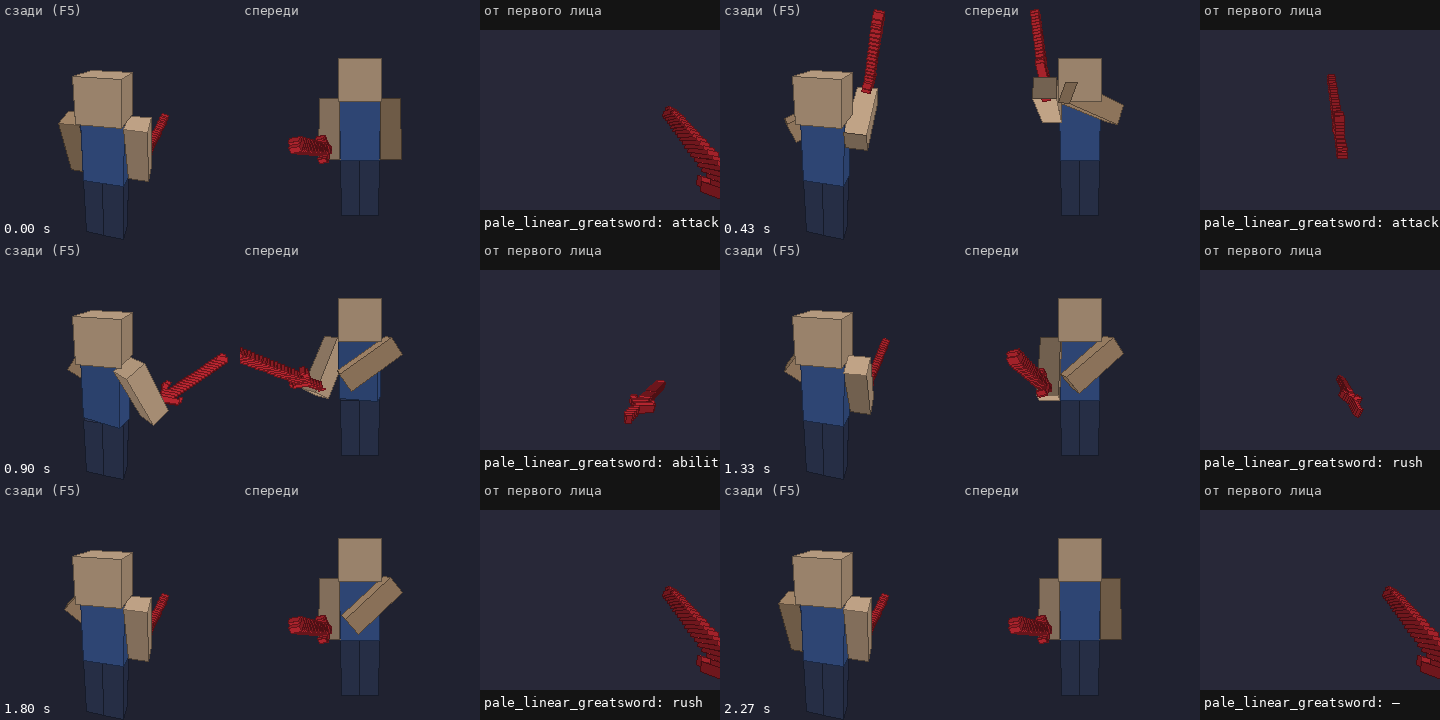 сзади (F5) спереди от первого лица сзади (F5) спереди от первого лица
0.00 s pale_linear_greatsword: attack 0.43 s pale_linear_greatsword: attack
сзади (F5) спереди от первого лица сзади (F5) спереди от первого лица
0.90 s pale_linear_greatsword: abilit 1.33 s pale_linear_greatsword: rush
сзади (F5) спереди от первого лица сзади (F5) спереди от первого лица
1.80 s pale_linear_greatsword: rush 2.27 s pale_linear_greatsword: —